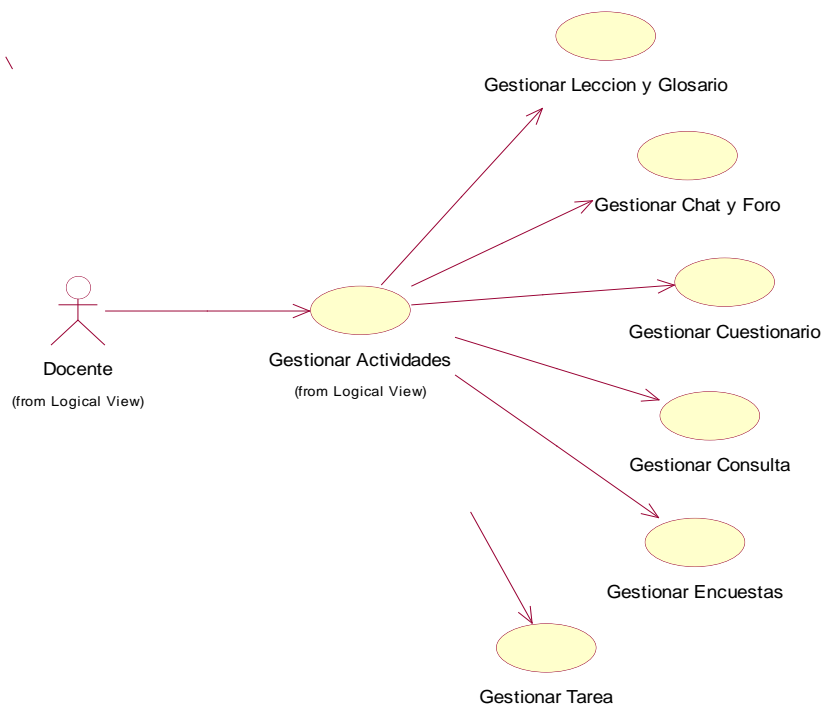 Gestionar Leccion y Glosario
Gestionar Chat y Foro
Gestionar Cuestionario
Docente
(from Logical View)
Gestionar Actividades
(from Logical View)
Gestionar Consulta
Gestionar Encuestas
Gestionar Tarea